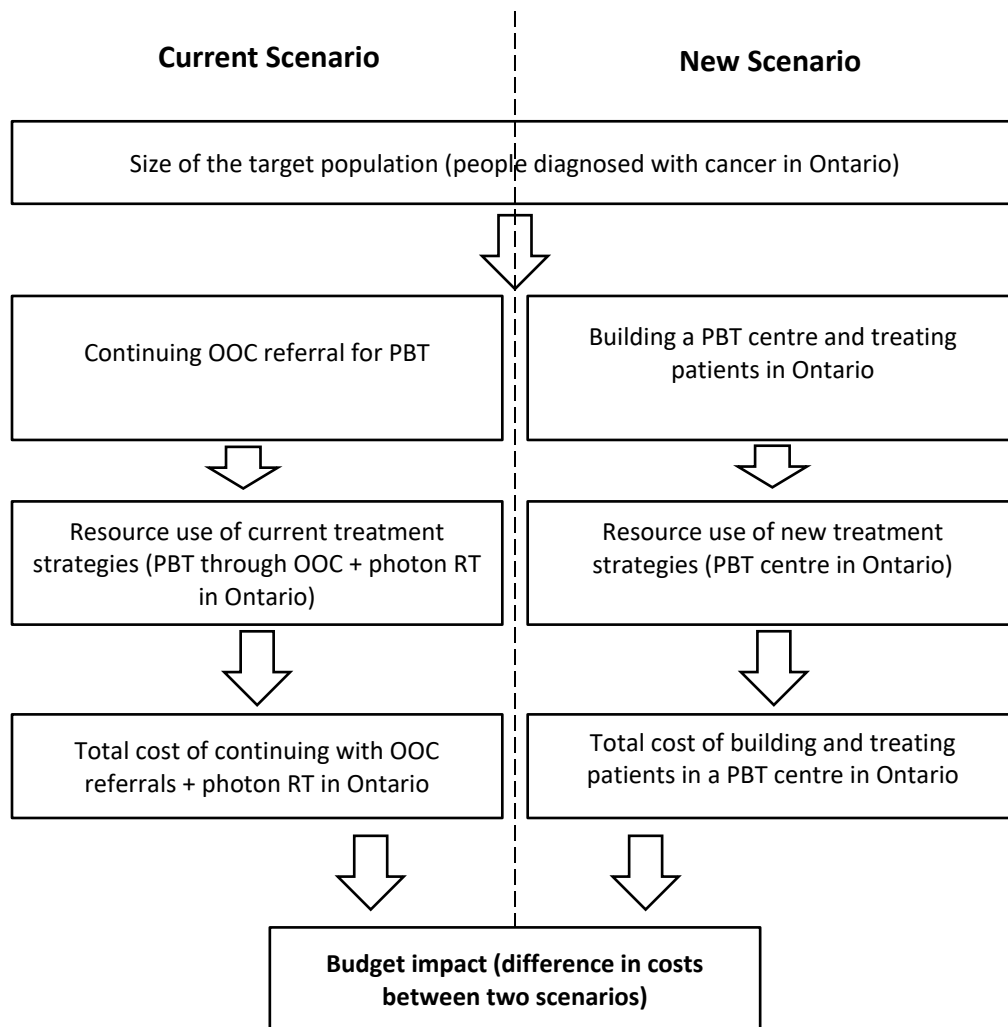 Current Scenario
New Scenario
Size of the target population (people diagnosed with cancer in Ontario)
Continuing OOC referral for PBT
Building a PBT centre and treating
patients in Ontario
Resource use of current treatment
strategies (PBT through OOC + photon RT
in Ontario)
Resource use of new treatment
strategies (PBT centre in Ontario)
Total cost of continuing with OOC
referrals + photon RT in Ontario
Total cost of building and treating
patients in a PBT centre in Ontario
Budget impact (difference in costs
between two scenarios)